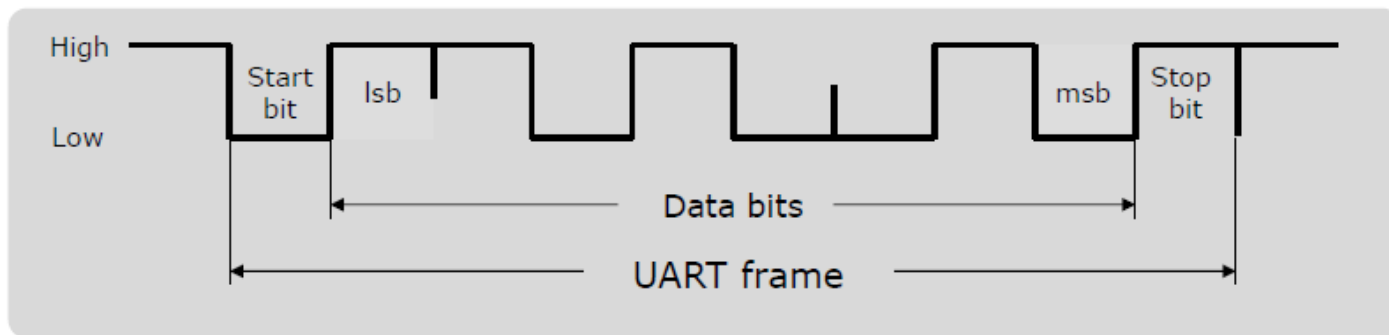 High
Start
bit
lsb
msb
Stop
bit
Low
Data bits
UART frame